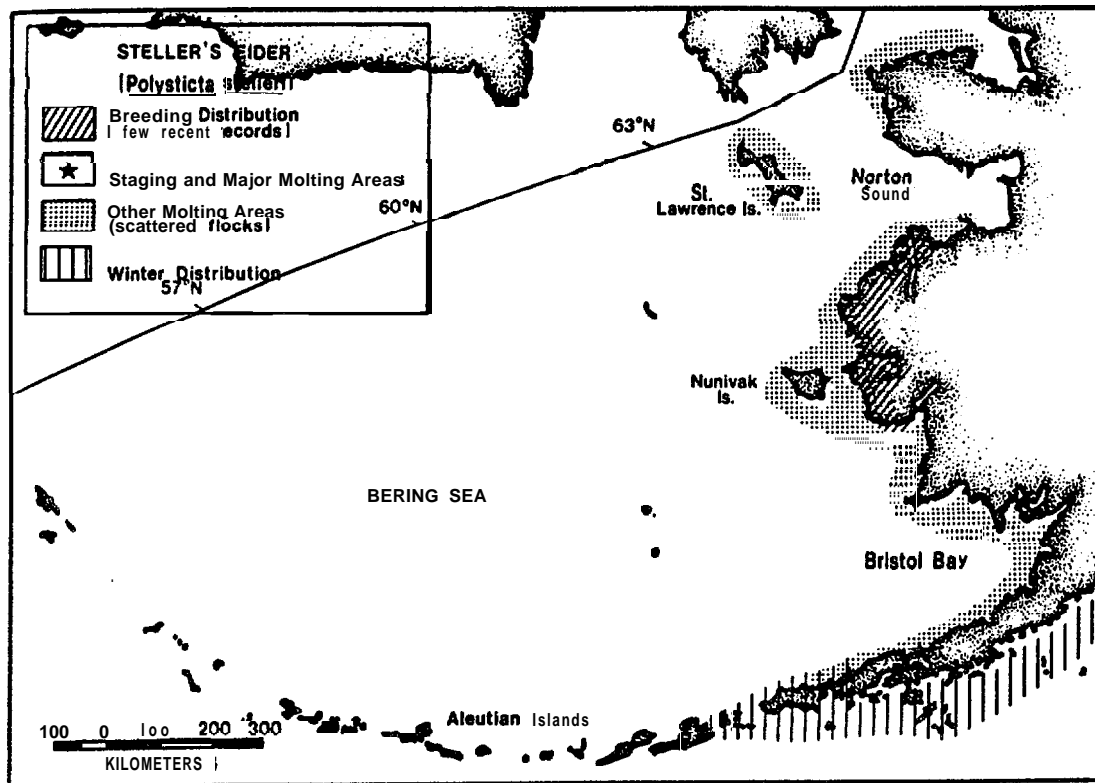 STELLER'S EIDER
(Polysticta stelleri)
Breeding Distribution
( few recent records)
Staging and Major Molting Areas
Other Molting Areas
(scattered flocks)
Winter Distribution
57°N
60°N
63°N
St.
Lawrence Is.
Norton
Sound
Nunivak
Is.
BERING SEA
Bristol Bay
Aleutian Islands
100 0 100 200 300
KILOMETERS